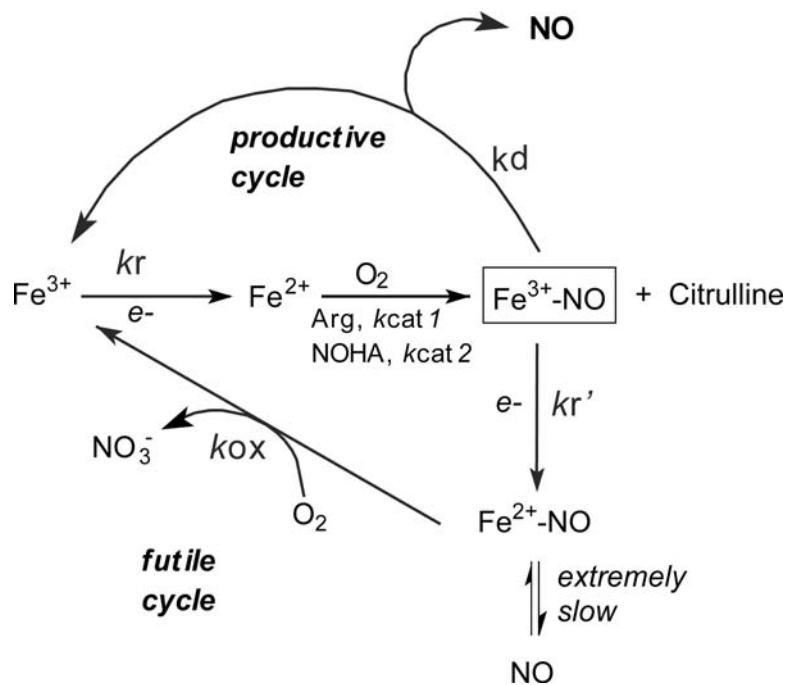 NO
productive
cycle
kd
Fe³⁺ kr e- Fe²⁺ O₂ Fe³⁺-NO + Citrulline
Arg, kcat 1
NOHA, kcat 2
e- kr’
NO₃⁻ kox
O₂
Fe²⁺-NO
futile
cycle
extremely
slow
NO